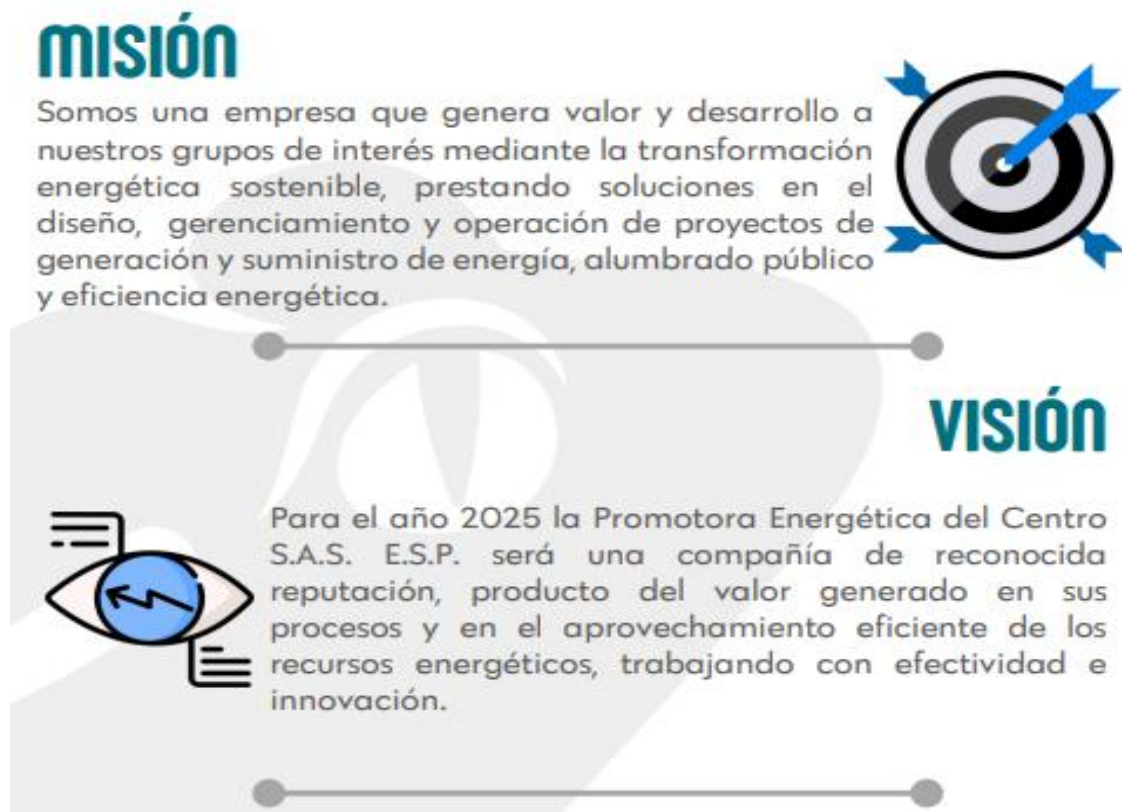 MISIÓN
Somos una empresa que genera valor y desarrollo a
nuestros grupos de interés mediante la transformación
energética sostenible, prestando soluciones en el
diseño, gerenciamiento y operación de proyectos de
generación y suministro de energía, alumbrado público
y eficiencia energética.
VISIÓN
Para el año 2025 la Promotora Energética del Centro
S.A.S. E.S.P. será una compañía de reconocida
reputación, producto del valor generado en sus
procesos y en el aprovechamiento eficiente de los
recursos energéticos, trabajando con efectividad e
innovación.